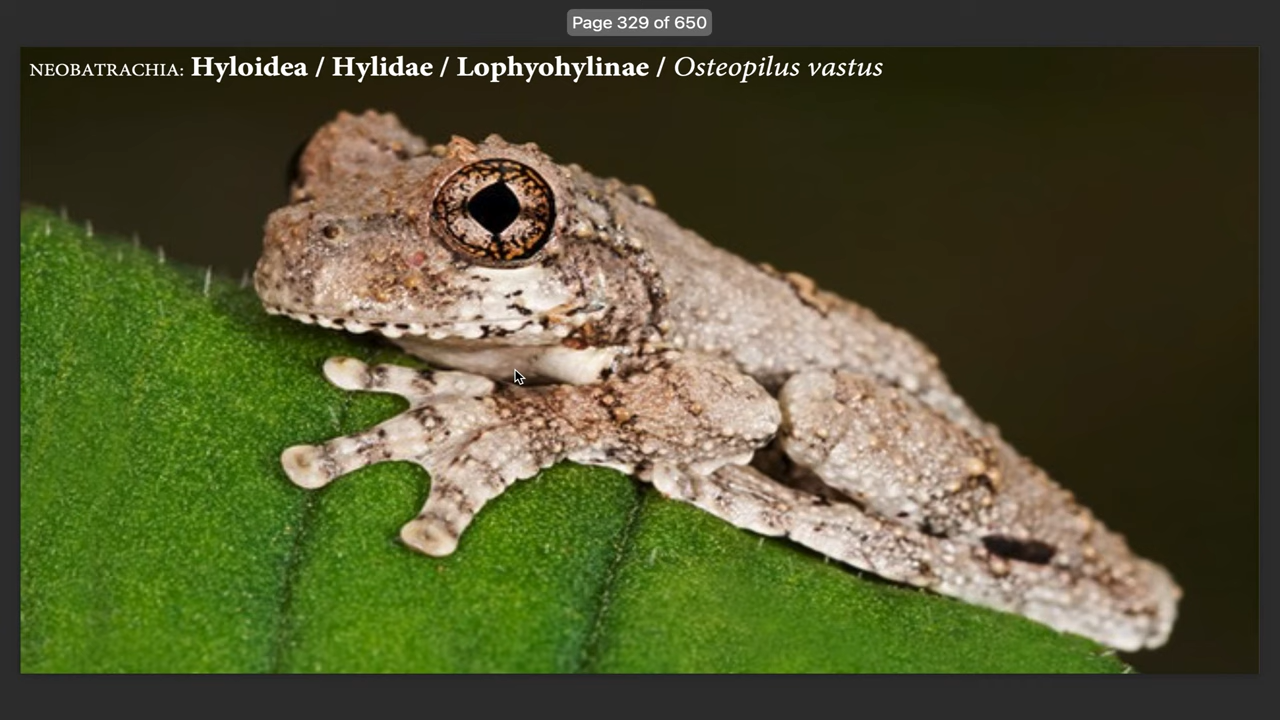 Page 329 of 650
NEOBATRACHIA: Hyloidea / Hylidae / Lophyohylinae / Osteopilus vastus